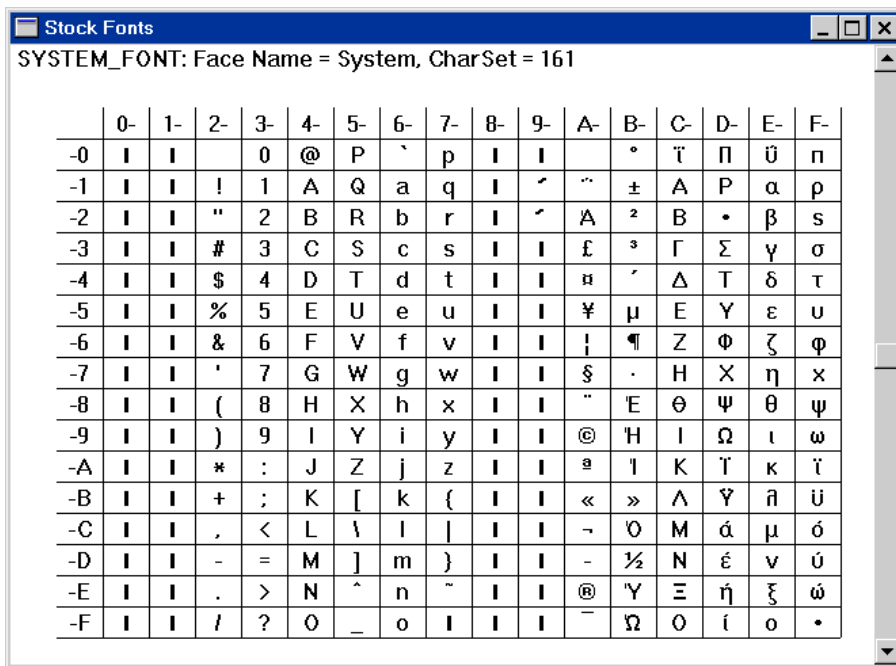 Stock Fonts
SYSTEM_FONT: Face Name = System, CharSet = 161
0- 1- 2- 3- 4- 5- 6- 7- 8- 9- A- B- C- D- E- F-
-0 0 @ P ` p ° ϊ Π ΰ π
-1 ! 1 A Q a q ΅ ± Α Ρ α ρ
-2 " 2 B R b r Ά ² Β • β s
-3 # 3 C S c s £ ³ Γ Σ γ σ
-4 $ 4 D T d t ¤ ΄ Δ Τ δ τ
-5 % 5 E U e u ¥ μ Ε Υ ε υ
-6 & 6 F V f v ¦ ¶ Ζ Φ ζ φ
-7 ' 7 G W g w § · Η Χ η χ
-8 ( 8 H X h x ¨ Έ Θ Ψ θ ψ
-9 ) 9 I Y i y © Ή Ι Ω ι ω
-A * : J Z j z ª Ί Κ Ϊ κ ϊ
-B + ; K [ k { « » Λ Ϋ λ ϋ
-C , < L \ l | ¬ Ό Μ ά μ ό
-D - = M ] m } - ½ Ν έ ν ύ
-E . > N ^ n ~ ® Ύ Ξ ή ξ ώ
-F / ? O _ o ¯ Ώ Ο ί ο •